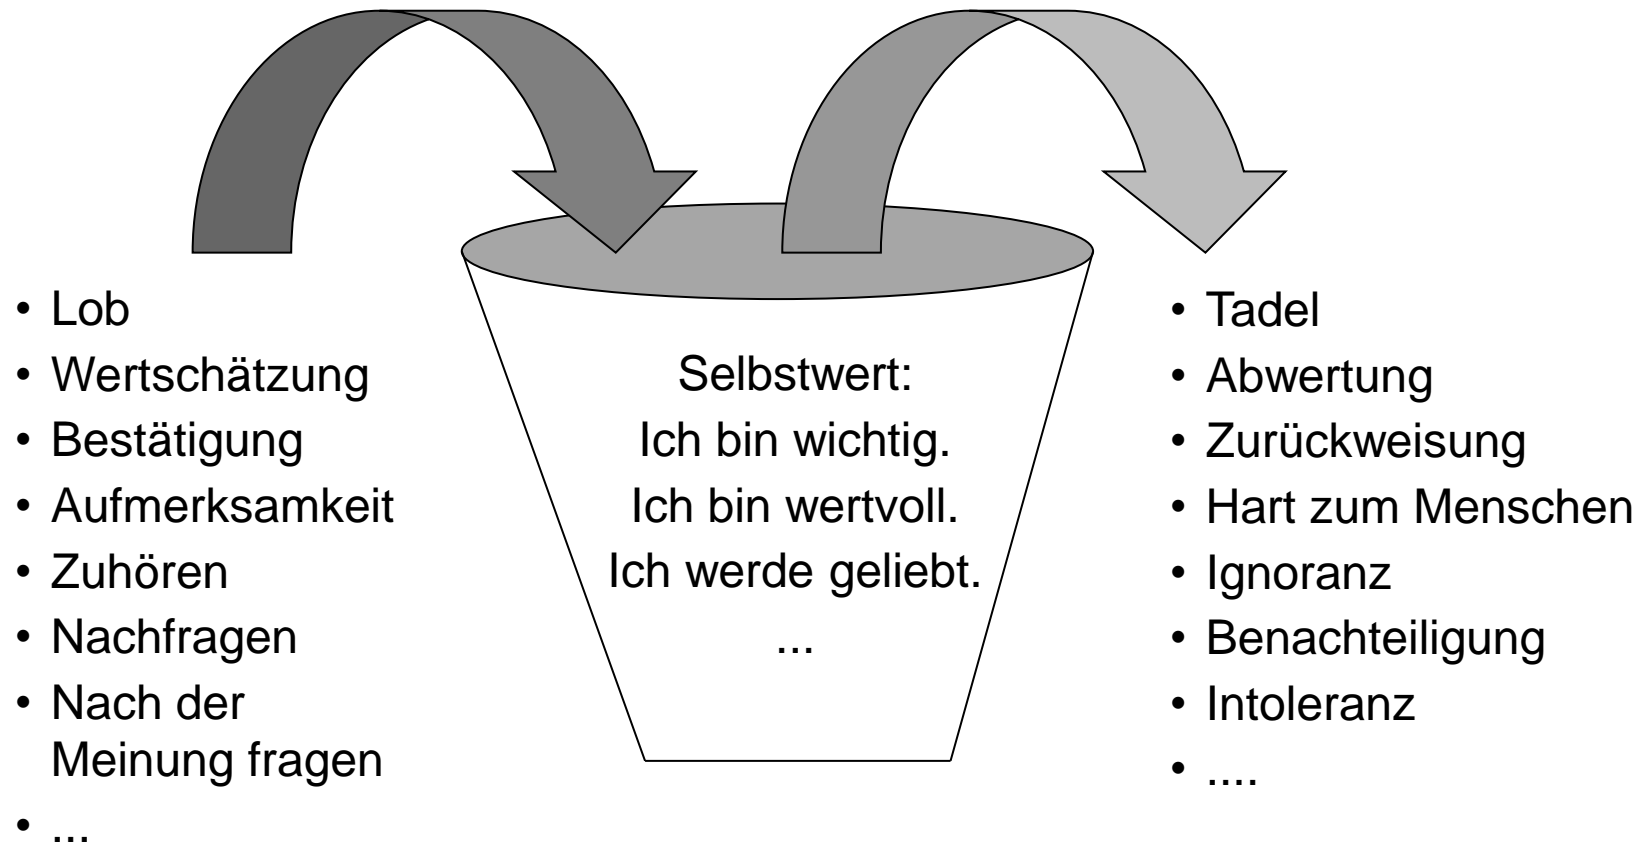 • Lob
• Wertschätzung
• Bestätigung
• Aufmerksamkeit
• Zuhören
• Nachfragen
• Nach der
Meinung fragen
• ...
Selbstwert:
Ich bin wichtig.
Ich bin wertvoll.
Ich werde geliebt.
...
• Tadel
• Abwertung
• Zurückweisung
• Hart zum Menschen
• Ignoranz
• Benachteiligung
• Intoleranz
• ....